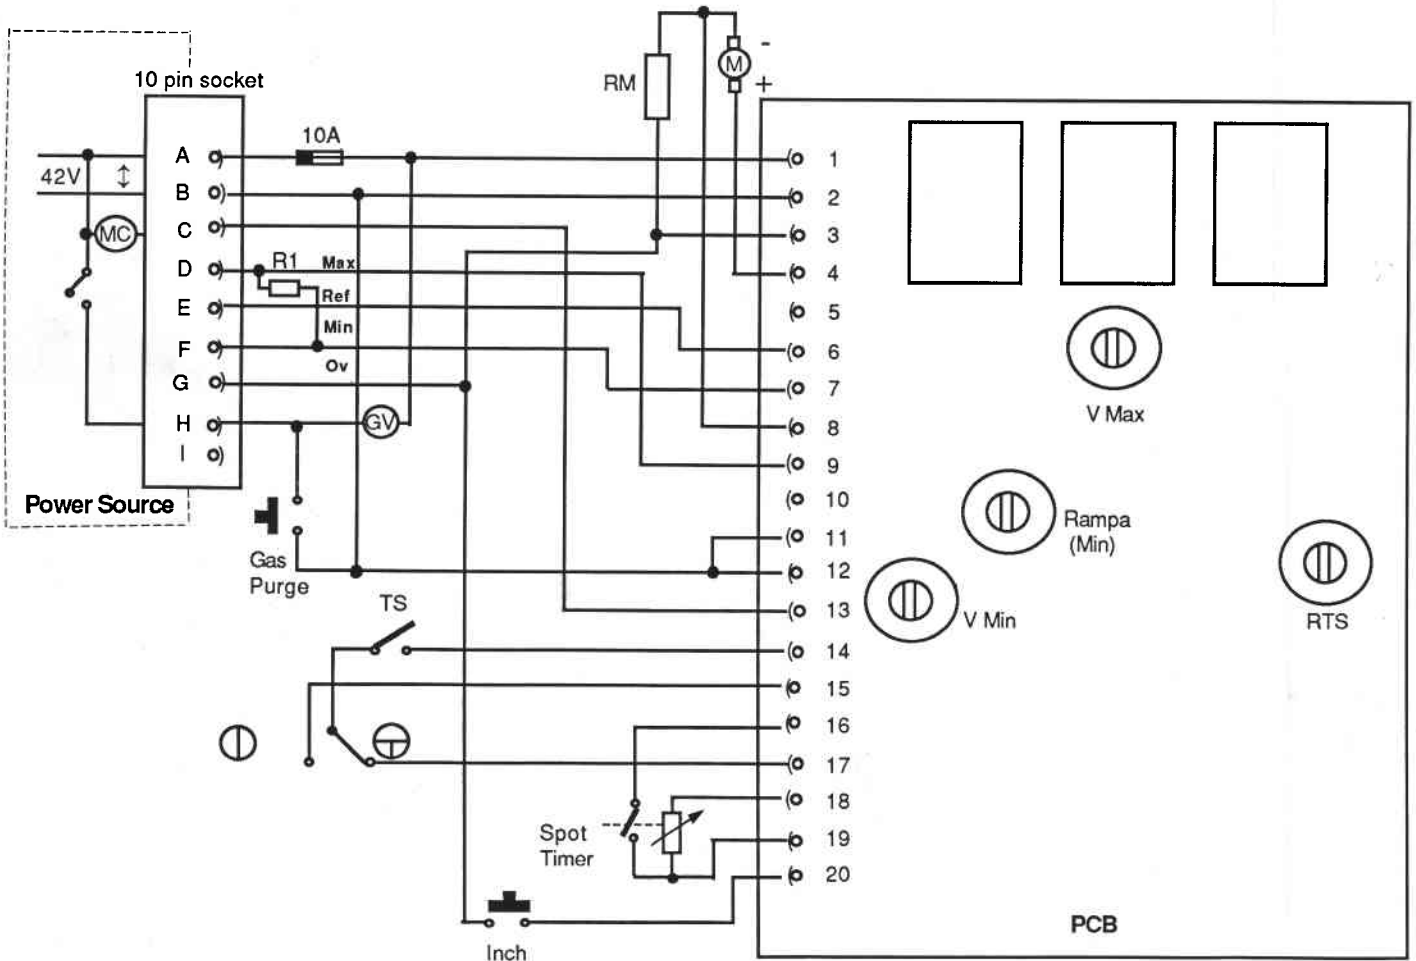 10 pin socket
42V
MC
A
B
C
D
E
F
G
H
I
Power Source
10A
R1
Max
Ref
Min
Ov
GV
Gas
Purge
TS
RM
M
-
+
1
2
3
4
5
6
7
8
9
10
11
12
13
14
15
16
17
18
19
20
Spot
Timer
Inch
V Max
Rampa
(Min)
V Min
RTS
PCB